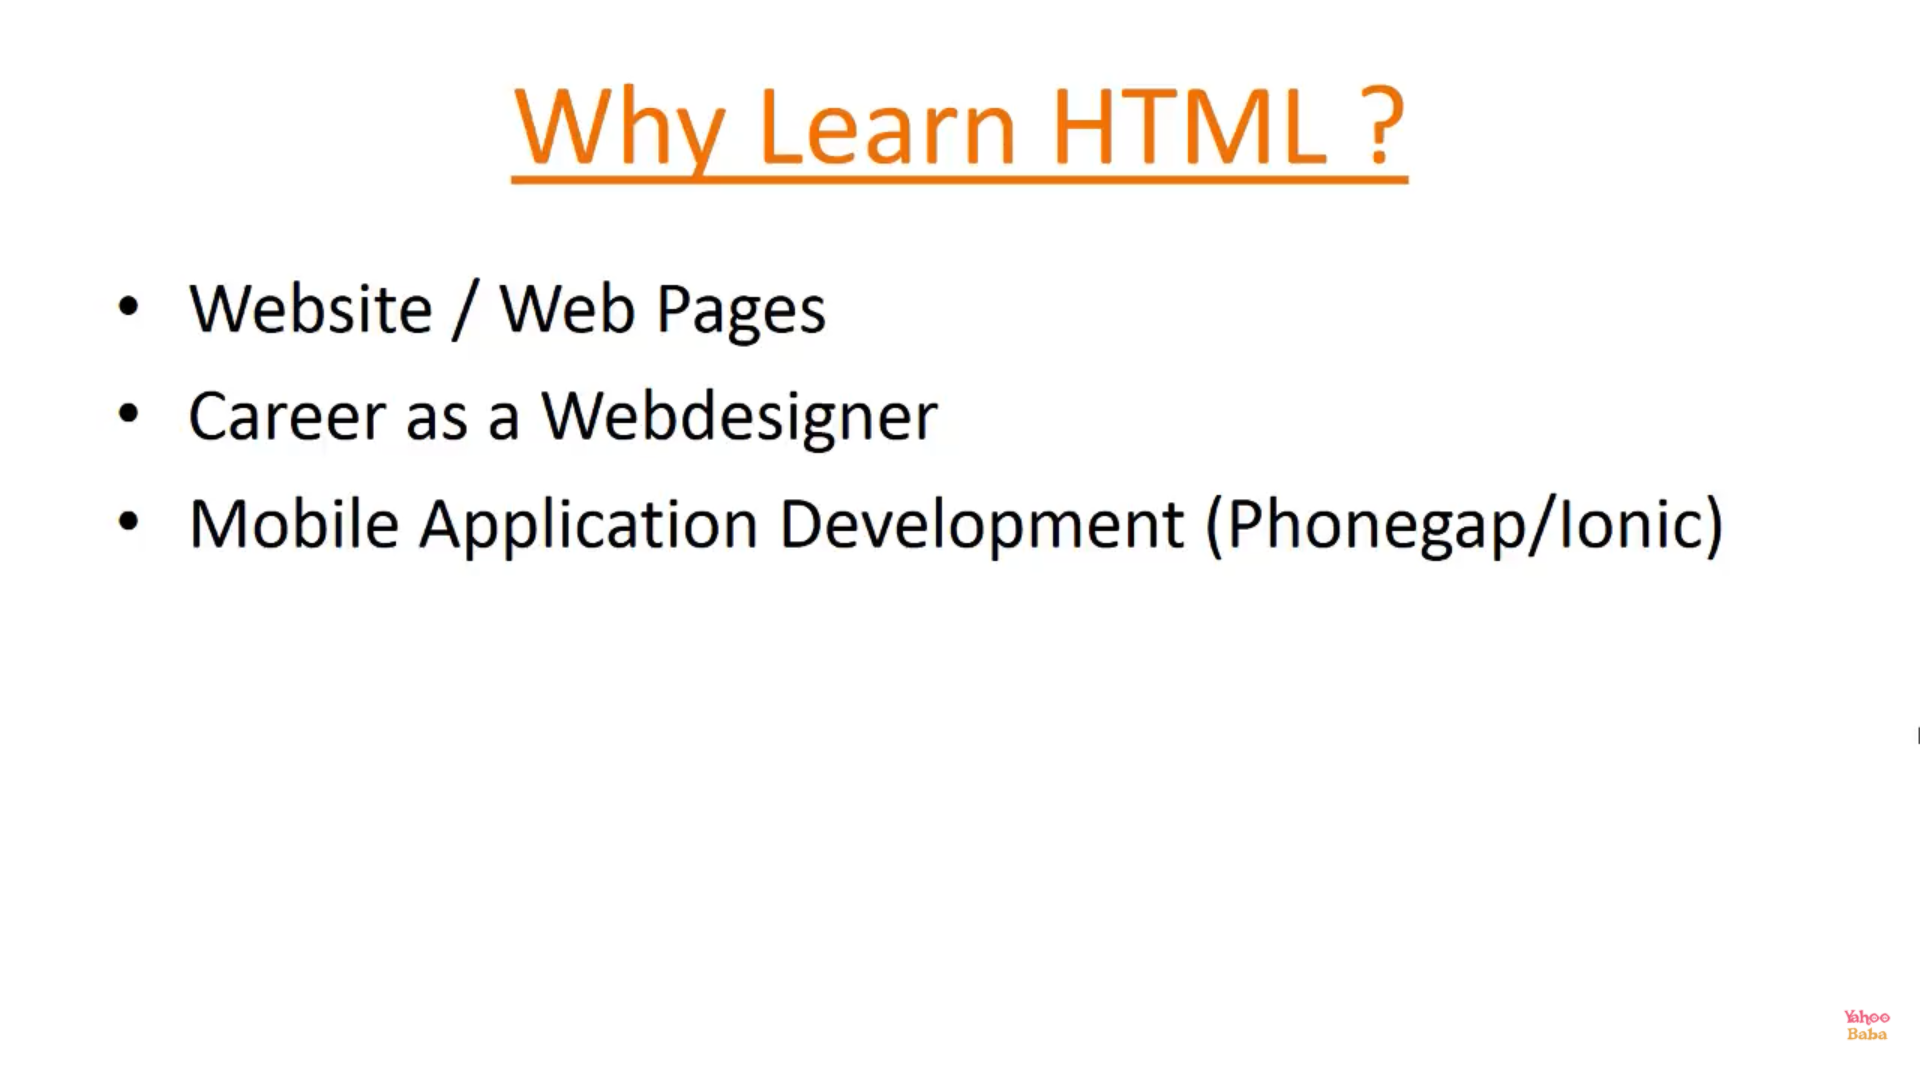 Why Learn HTML ?
• Website / Web Pages
• Career as a Webdesigner
• Mobile Application Development (Phonegap/Ionic)
Yahoo
Baba